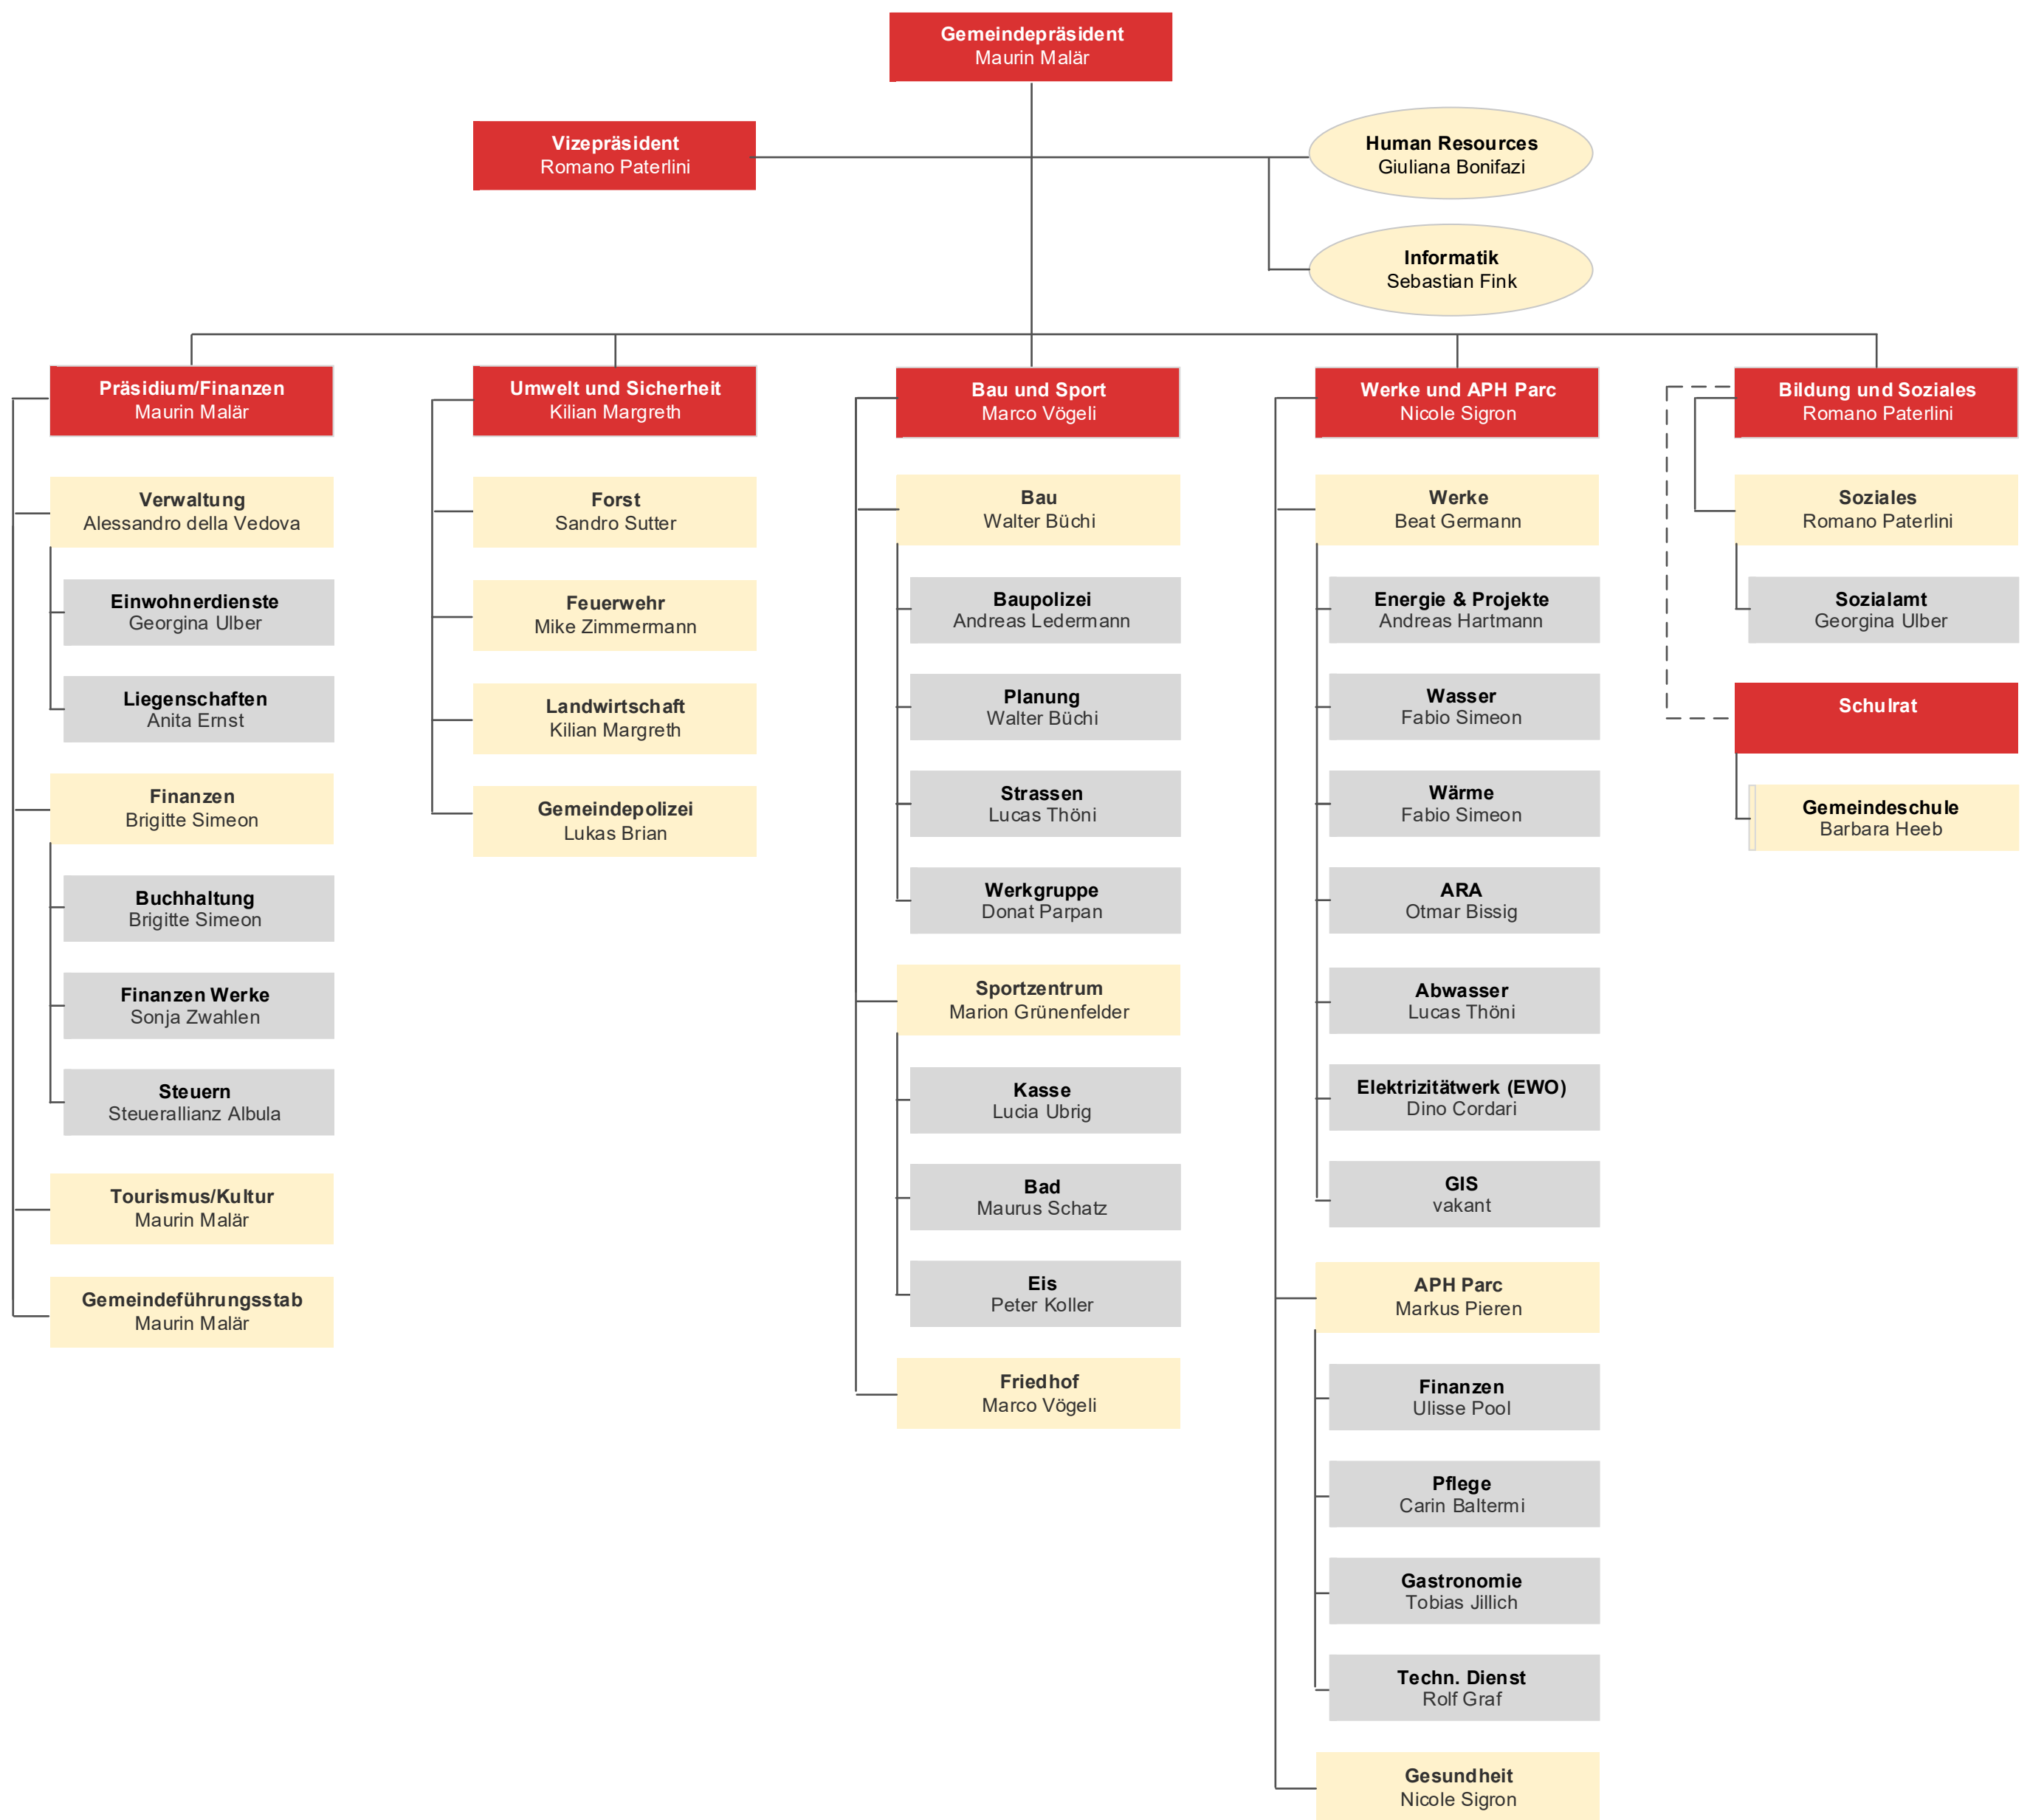 Gemeindepräsident
Maurin Malär
Vizepräsident
Romano Paterlini
Human Resources
Giuliana Bonifazi
Informatik
Sebastian Fink
Präsidium/Finanzen
Maurin Malär
Verwaltung
Alessandro della Vedova
Einwohnerdienste
Georgina Ulber
Liegenschaften
Anita Ernst
Finanzen
Brigitte Simeon
Buchhaltung
Brigitte Simeon
Finanzen Werke
Sonja Zwahlen
Steuern
Steuerallianz Albula
Tourismus/Kultur
Maurin Malär
Gemeindeführungsstab
Maurin Malär
Umwelt und Sicherheit
Kilian Margreth
Forst
Sandro Sutter
Feuerwehr
Mike Zimmermann
Landwirtschaft
Kilian Margreth
Gemeindepolizei
Lukas Brian
Bau und Sport
Marco Vögeli
Bau
Walter Büchi
Baupolizei
Andreas Ledermann
Planung
Walter Büchi
Strassen
Lucas Thöni
Werkgruppe
Donat Parpan
Sportzentrum
Marion Grünenfelder
Kasse
Lucia Ubrig
Bad
Maurus Schatz
Eis
Peter Koller
Friedhof
Marco Vögeli
Werke und APH Parc
Nicole Sigron
Werke
Beat Germann
Energie & Projekte
Andreas Hartmann
Wasser
Fabio Simeon
Wärme
Fabio Simeon
ARA
Otmar Bissig
Abwasser
Lucas Thöni
Elektrizitätwerk (EWO)
Dino Cordari
GIS
vakant
APH Parc
Markus Pieren
Finanzen
Ulisse Pool
Pflege
Carin Baltermi
Gastronomie
Tobias Jillich
Techn. Dienst
Rolf Graf
Gesundheit
Nicole Sigron
Bildung und Soziales
Romano Paterlini
Soziales
Romano Paterlini
Sozialamt
Georgina Ulber
Schulrat
Gemeindeschule
Barbara Heeb